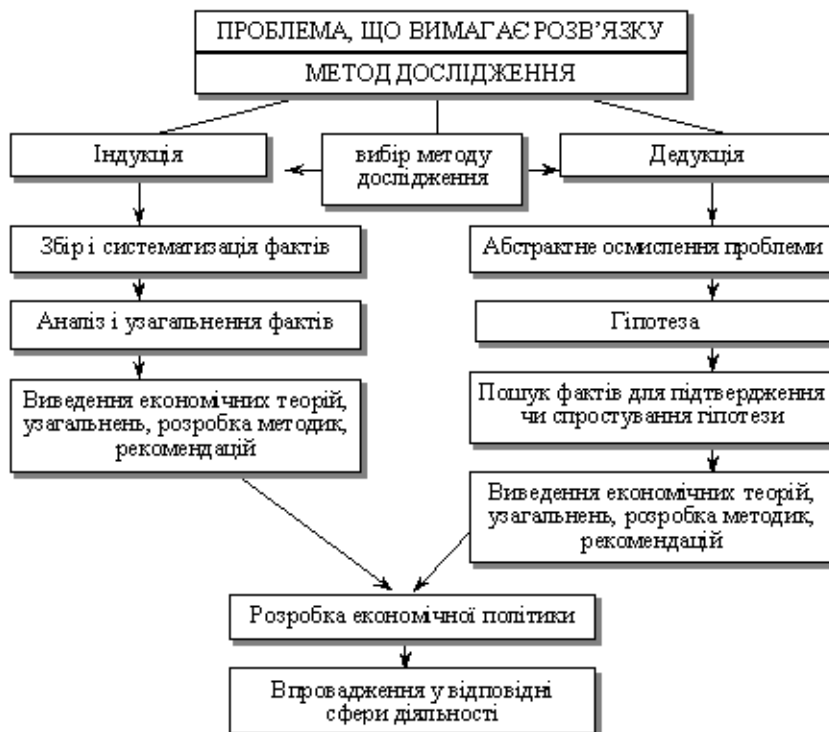 ПРОБЛЕМА, ЩО ВИМАГАЄ РОЗВ'ЯЗКУ
МЕТОД ДОСЛІДЖЕННЯ
Індукція
вибір методу
дослідження
Дедукція
Збір і систематизація фактів
Абстрактне осмислення проблеми
Аналіз і узагальнення фактів
Гіпотеза
Виведення економічних теорій,
узагальнень, розробка методик,
рекомендацій
Пошук фактів для підтвердження
чи спростування гіпотези
Виведення економічних теорій,
узагальнень, розробка методик,
рекомендацій
Розробка економічної політики
Впровадження у відповідні
сфери діяльності